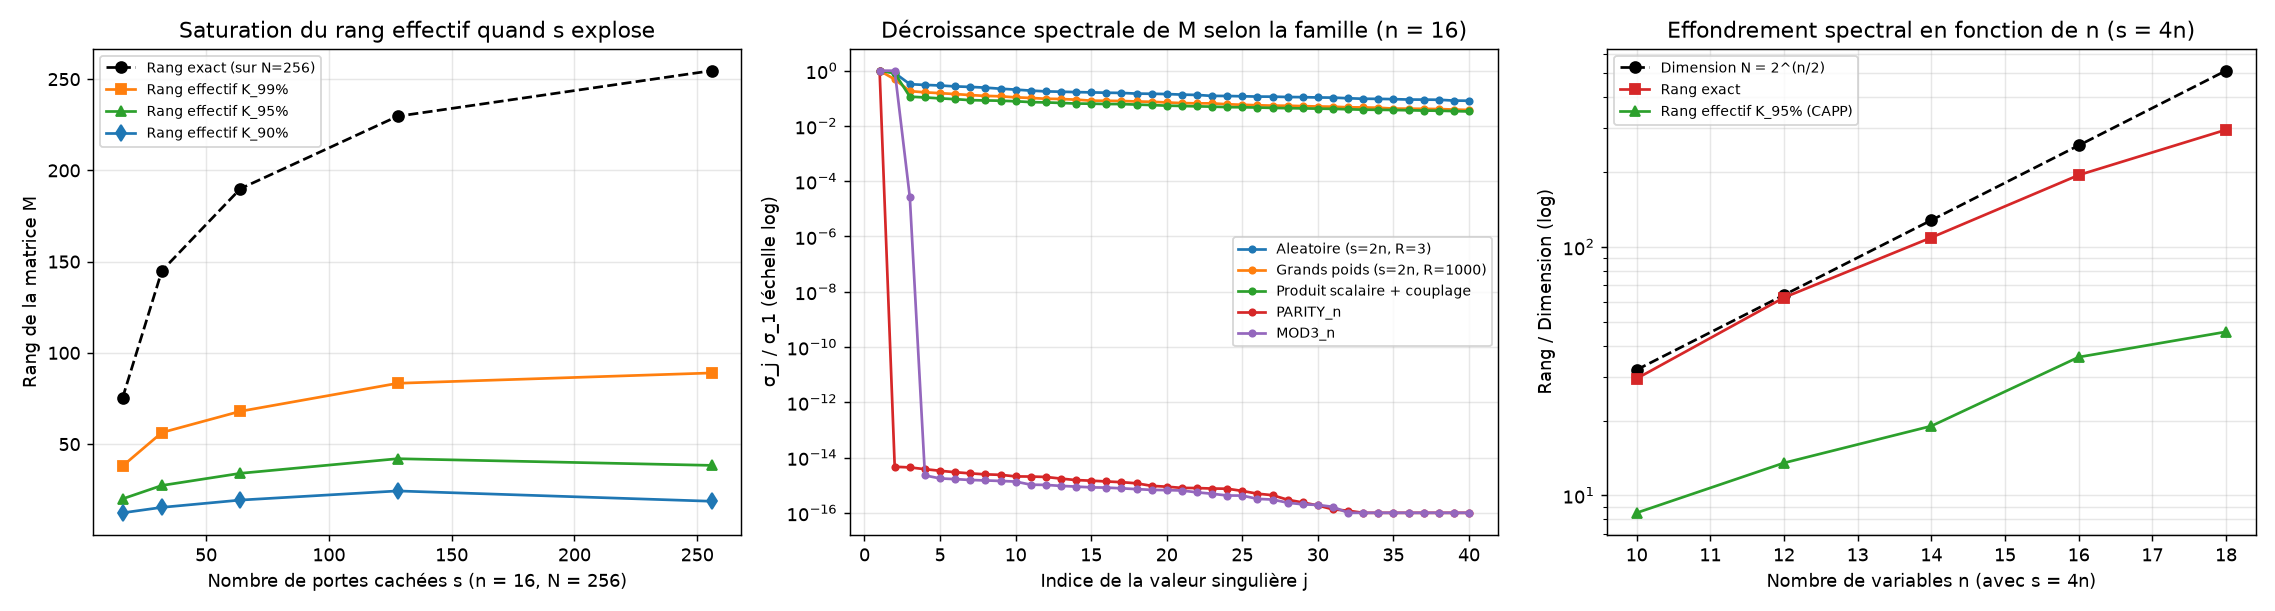 Saturation du rang effectif quand s explose
Rang exact (sur N=256)
Rang effectif K_99%
Rang effectif K_95%
Rang effectif K_90%
250
200
150
100
50
Rang de la matrice M
50
100
150
200
250
Nombre de portes cachées s (n = 16, N = 256)
Décroissance spectrale de M selon la famille (n = 16)
10^0
10^-2
10^-4
10^-6
10^-8
10^-10
10^-12
10^-14
10^-16
σ_j / σ_1 (échelle log)
Aleatoire (s=2n, R=3)
Grands poids (s=2n, R=1000)
Produit scalaire + couplage
PARITY_n
MOD3_n
0
5
10
15
20
25
30
35
40
Indice de la valeur singulière j
Effondrement spectral en fonction de n (s = 4n)
Dimension N = 2^(n/2)
Rang exact
Rang effectif K_95% (CAPP)
10^2
10^1
Rang / Dimension (log)
10
11
12
13
14
15
16
17
18
Nombre de variables n (avec s = 4n)